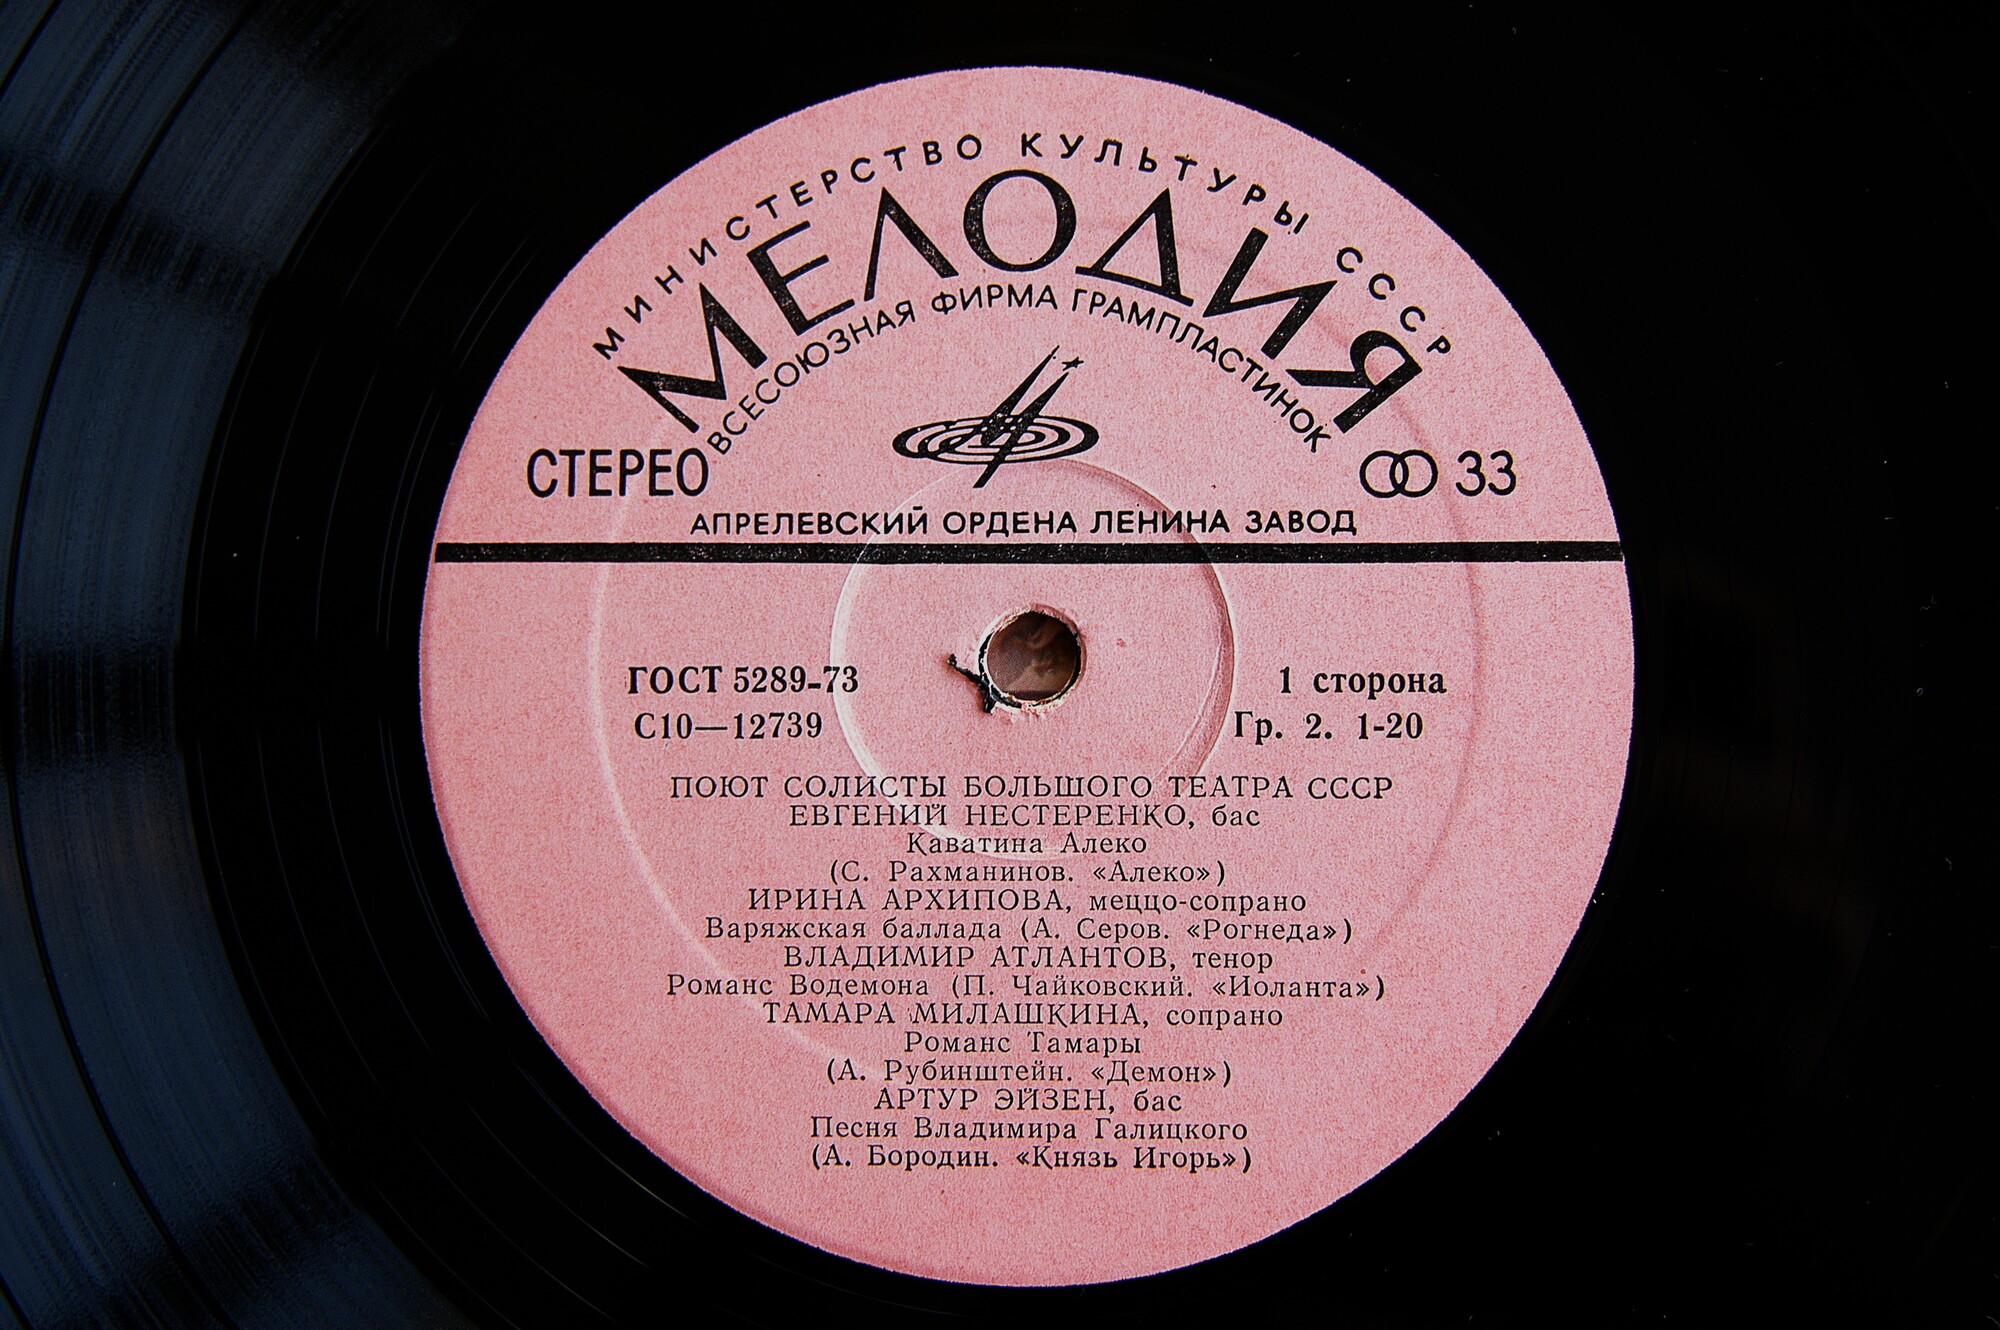 МИНИСТЕРСТВО КУЛЬТУРЫ СССР
МЕЛОДИЯ
ВСЕСОЮЗНАЯ ФИРМА ГРАМПЛАСТИНОК
СТЕРЕО
33
АПРЕЛЕВСКИЙ ОРДЕНА ЛЕНИНА ЗАВОД
ГОСТ 5289-73
1 сторона
С10—12739
Гр. 2. 1-20
ПОЮТ СОЛИСТЫ БОЛЬШОГО ТЕАТРА СССР
ЕВГЕНИЙ НЕСТЕРЕНКО, бас
Каватина Алеко
(С. Рахманинов. «Алеко»)
ИРИНА АРХИПОВА, меццо-сопрано
Варяжская баллада (А. Серов. «Рогнеда»)
ВЛАДИМИР АТЛАНТОВ, тенор
Романс Водемона (П. Чайковский. «Иоланта»)
ТАМАРА МИЛАШКИНА, сопрано
Романс Тамары
(А. Рубинштейн. «Демон»)
АРТУР ЭЙЗЕН, бас
Песня Владимира Галицкого
(А. Бородин. «Князь Игорь»)